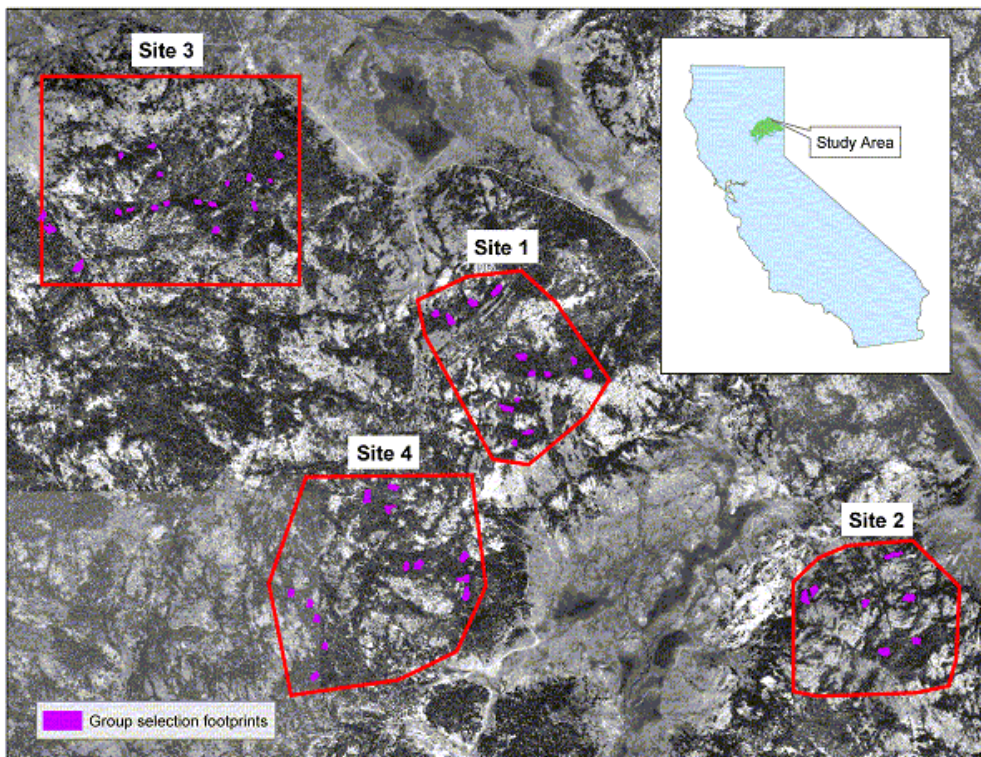 Site 3
Study Area
Site 1
Site 4
Site 2
Group selection footprints